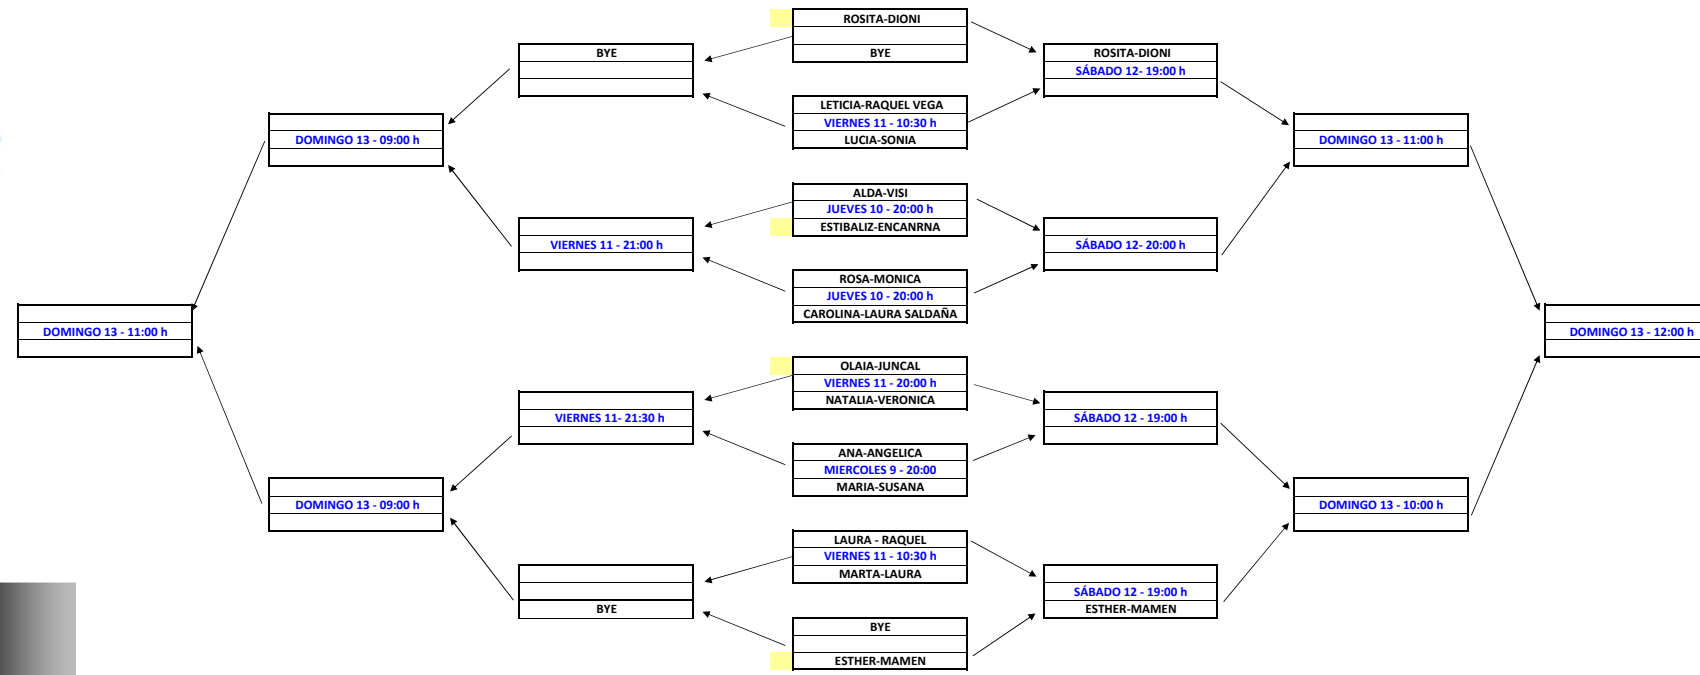 ROSITA-DIONI
BYE
BYE
ROSITA-DIONI
SÁBADO 12- 19:00 h
LETICIA-RAQUEL VEGA
VIERNES 11 - 10:30 h
LUCIA-SONIA
DOMINGO 13 - 09:00 h
DOMINGO 13 - 11:00 h
ALDA-VISI
JUEVES 10 - 20:00 h
ESTIBALIZ-ENCANRNA
VIERNES 11 - 21:00 h
SÁBADO 12- 20:00 h
ROSA-MONICA
JUEVES 10 - 20:00 h
CAROLINA-LAURA SALDAÑA
DOMINGO 13 - 11:00 h
DOMINGO 13 - 12:00 h
OLAIA-JUNCAL
VIERNES 11 - 20:00 h
NATALIA-VERONICA
VIERNES 11- 21:30 h
SÁBADO 12 - 19:00 h
ANA-ANGELICA
MIERCOLES 9 - 20:00
MARIA-SUSANA
DOMINGO 13 - 09:00 h
DOMINGO 13 - 10:00 h
LAURA - RAQUEL
VIERNES 11 - 10:30 h
MARTA-LAURA
SÁBADO 12 - 19:00 h
BYE
ESTHER-MAMEN
BYE
ESTHER-MAMEN